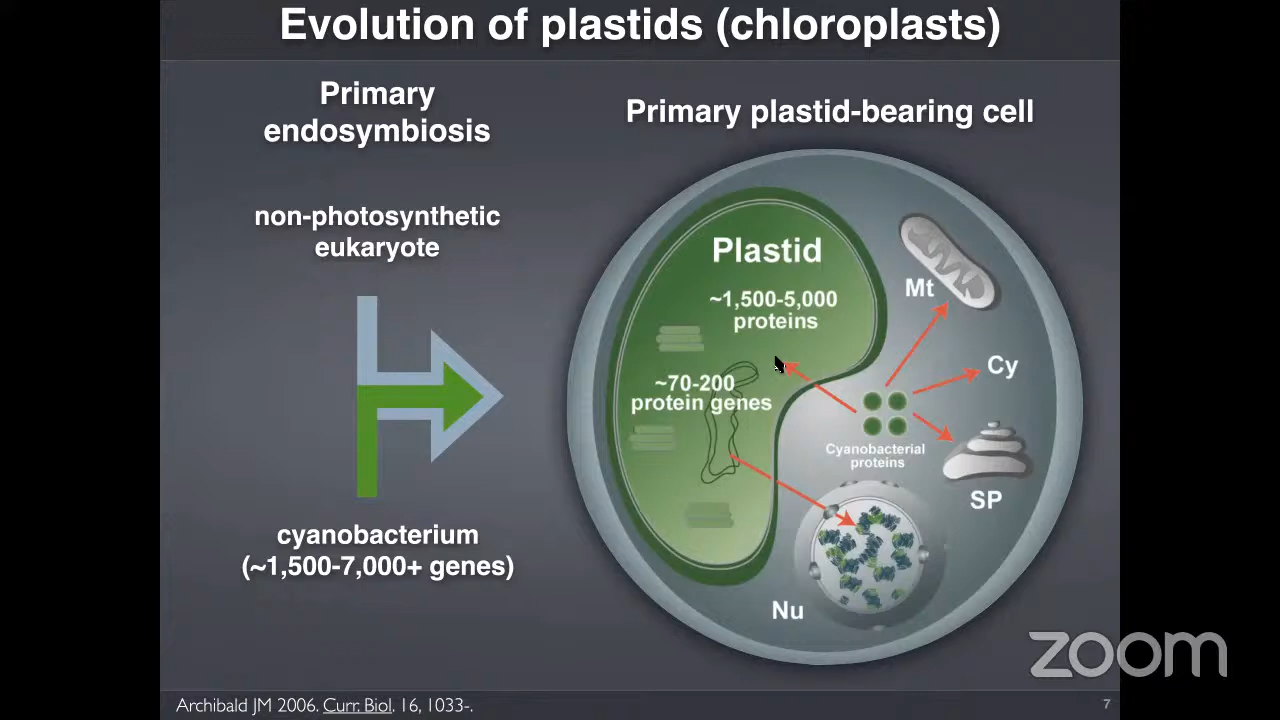 Evolution of plastids (chloroplasts)
Primary
endosymbiosis
non-photosynthetic
eukaryote
cyanobacterium
(~1,500-7,000+ genes)
Primary plastid-bearing cell
Plastid
~1,500-5,000
proteins
~70-200
protein genes
Mt
Cy
Cyanobacterial
proteins
SP
Nu
zoom
Archibald JM 2006. Curr. Biol. 16, 1033-.
7